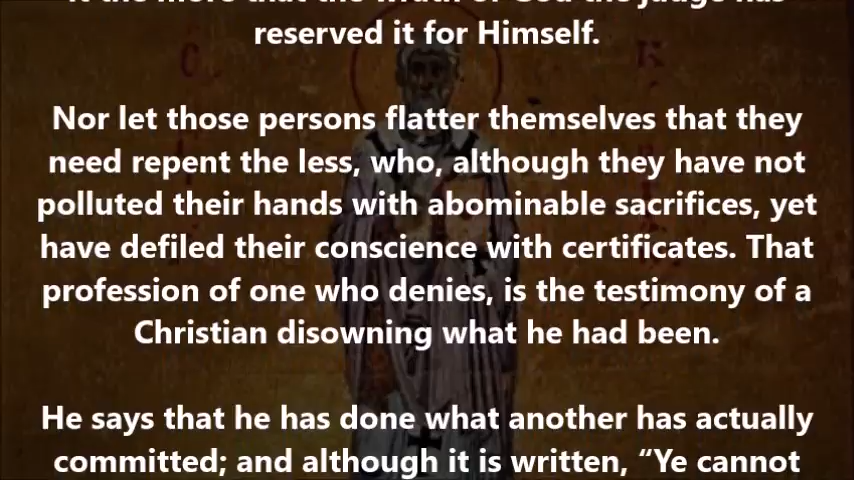 it the more that the wrath of God the judge has
reserved it for Himself.
Nor let those persons flatter themselves that they
need repent the less, who, although they have not
polluted their hands with abominable sacrifices, yet
have defiled their conscience with certificates. That
profession of one who denies, is the testimony of a
Christian disowning what he had been.
He says that he has done what another has actually
committed; and although it is written, “Ye cannot